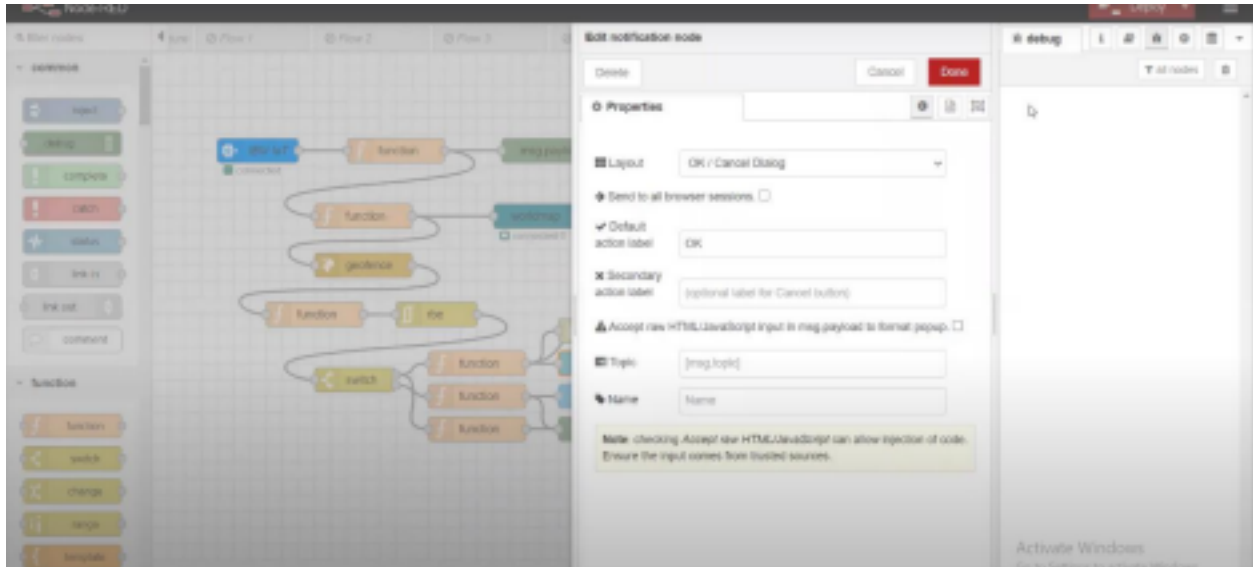 Node-RED
Deploy
filter nodes
Flow 1
Flow 2
Flow 3
Edit notification node
debug
i
Delete
Cancel
Done
all nodes
common
Properties
inject
debug
complete
catch
status
link in
link out
comment
IoT
connected
function
function
worldmap
geofence
function
rbe
switch
function
function
function
Layout
OK / Cancel Dialog
Send to all browser sessions.
Default
action label
OK
Secondary
action label
(optional label for Cancel button)
Accept raw HTML/JavaScript input in msg.payload to format popup.
Topic
[msg.topic]
Name
Name
Note: checking Accept raw HTML/JavaScript can allow injection of code.
Ensure the input comes from trusted sources.
function
function
switch
change
range
template
Activate Windows